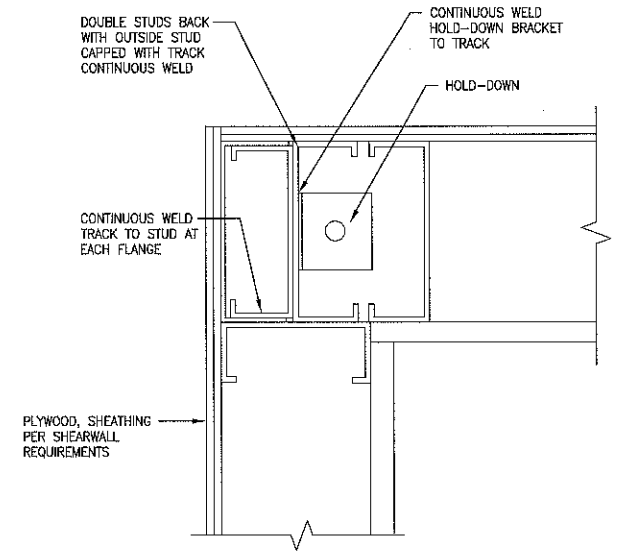 DOUBLE STUDS BACK
WITH OUTSIDE STUD
CAPPED WITH TRACK
CONTINUOUS WELD
CONTINUOUS WELD
HOLD-DOWN BRACKET
TO TRACK
HOLD-DOWN
CONTINUOUS WELD
TRACK TO STUD AT
EACH FLANGE
PLYWOOD, SHEATHING
PER SHEARWALL
REQUIREMENTS